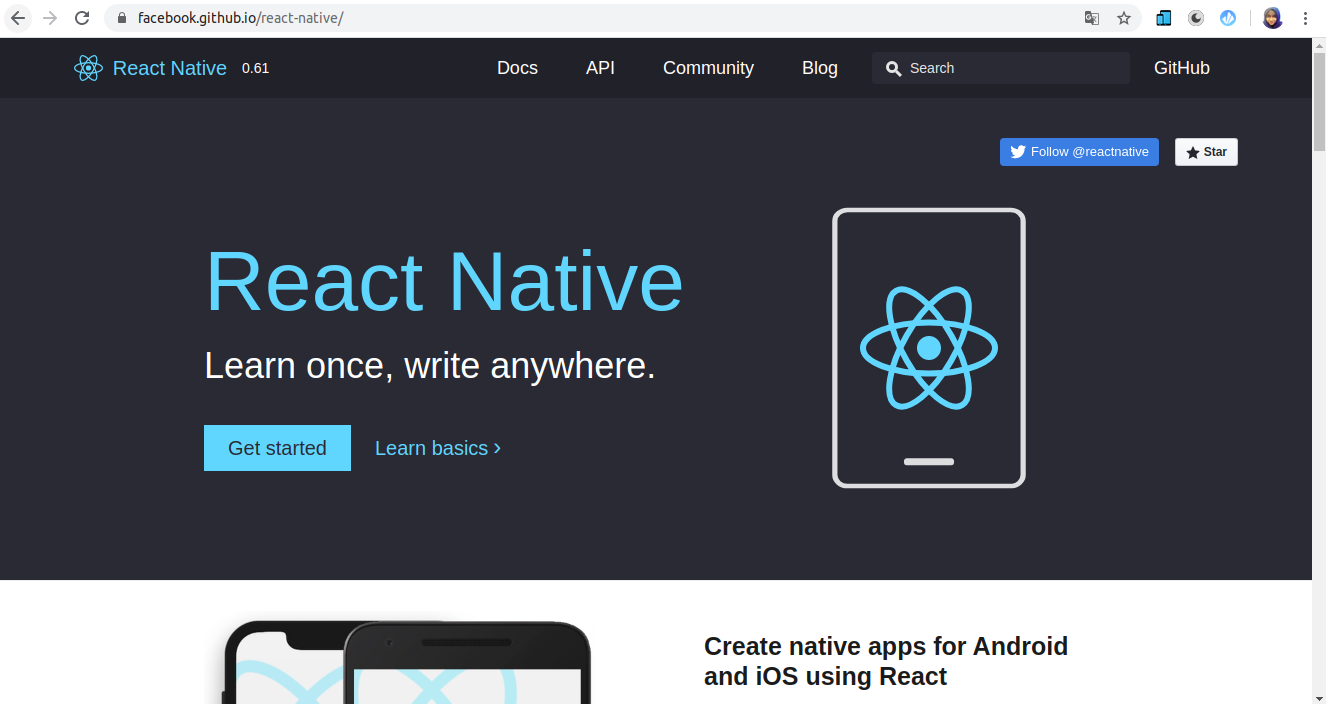 facebook.github.io/react-native/
React Native 0.61 Docs API Community Blog Search GitHub
Follow @reactnative Star
React Native
Learn once, write anywhere.
Get started Learn basics ›
Create native apps for Android
and iOS using React